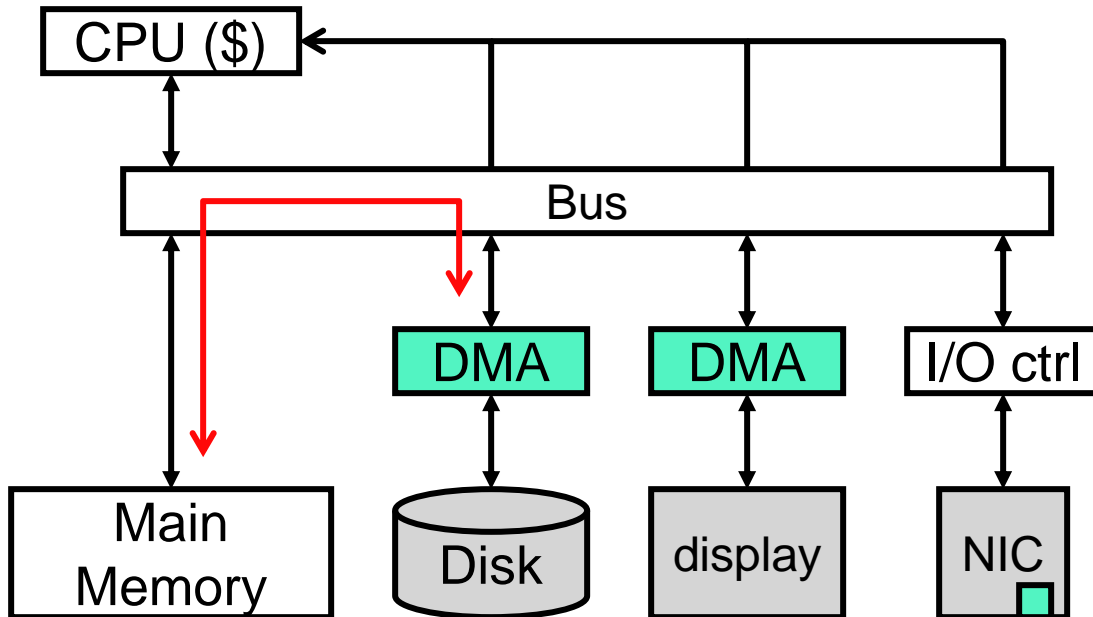 CPU ($)
Bus
DMA
DMA
I/O ctrl
Main
Memory
Disk
display
NIC